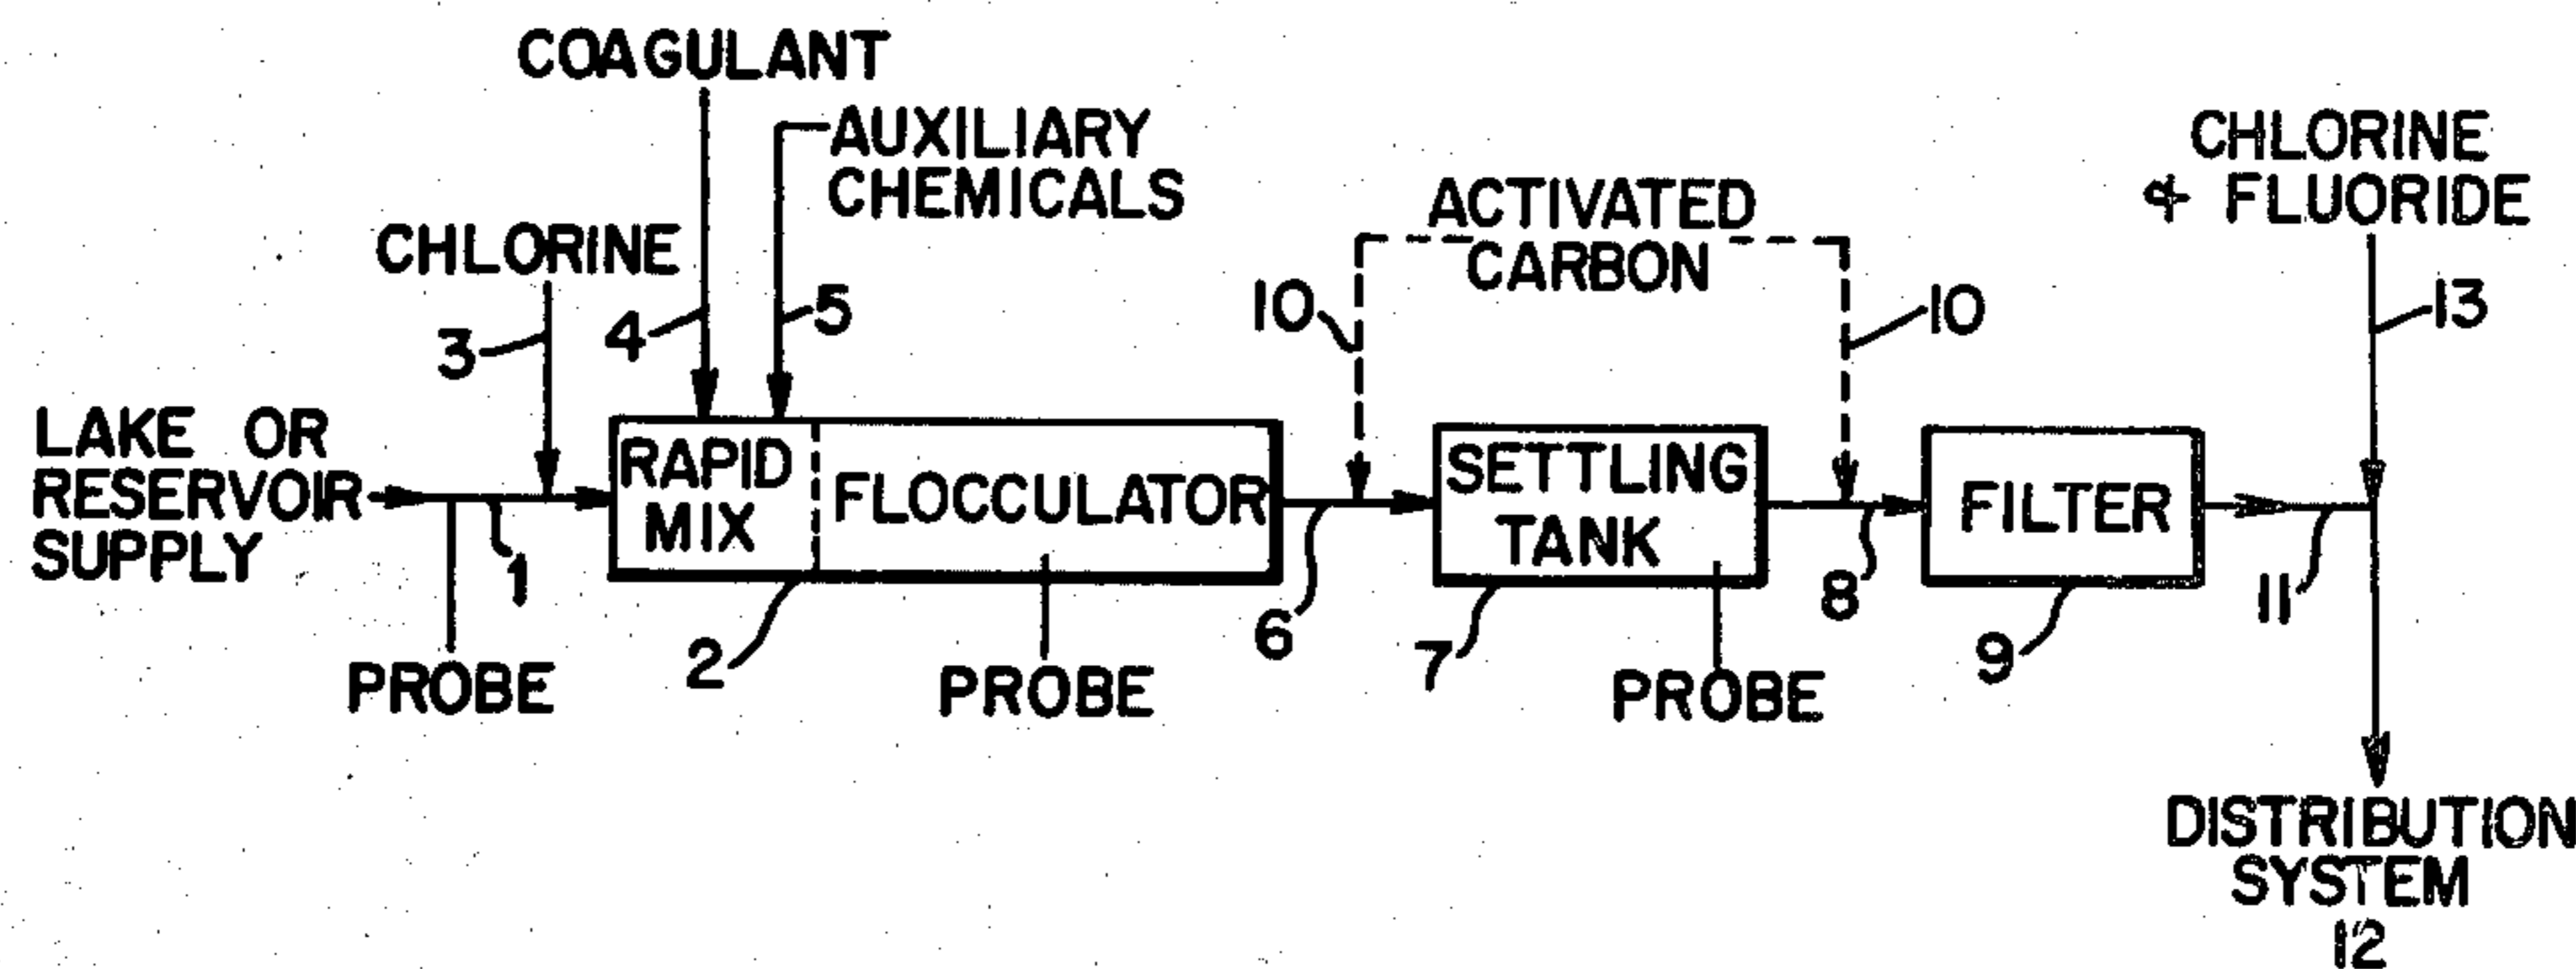 COAGULANT
AUXILIARY
CHEMICALS
CHLORINE
& FLUORIDE
ACTIVATED
CARBON
CHLORINE
3
4
5
10
10
13
LAKE OR
RESERVOIR
SUPPLY
RAPID
MIX
FLOCCULATOR
SETTLING
TANK
FILTER
1
2
6
7
8
9
11
PROBE
PROBE
PROBE
DISTRIBUTION
SYSTEM
12